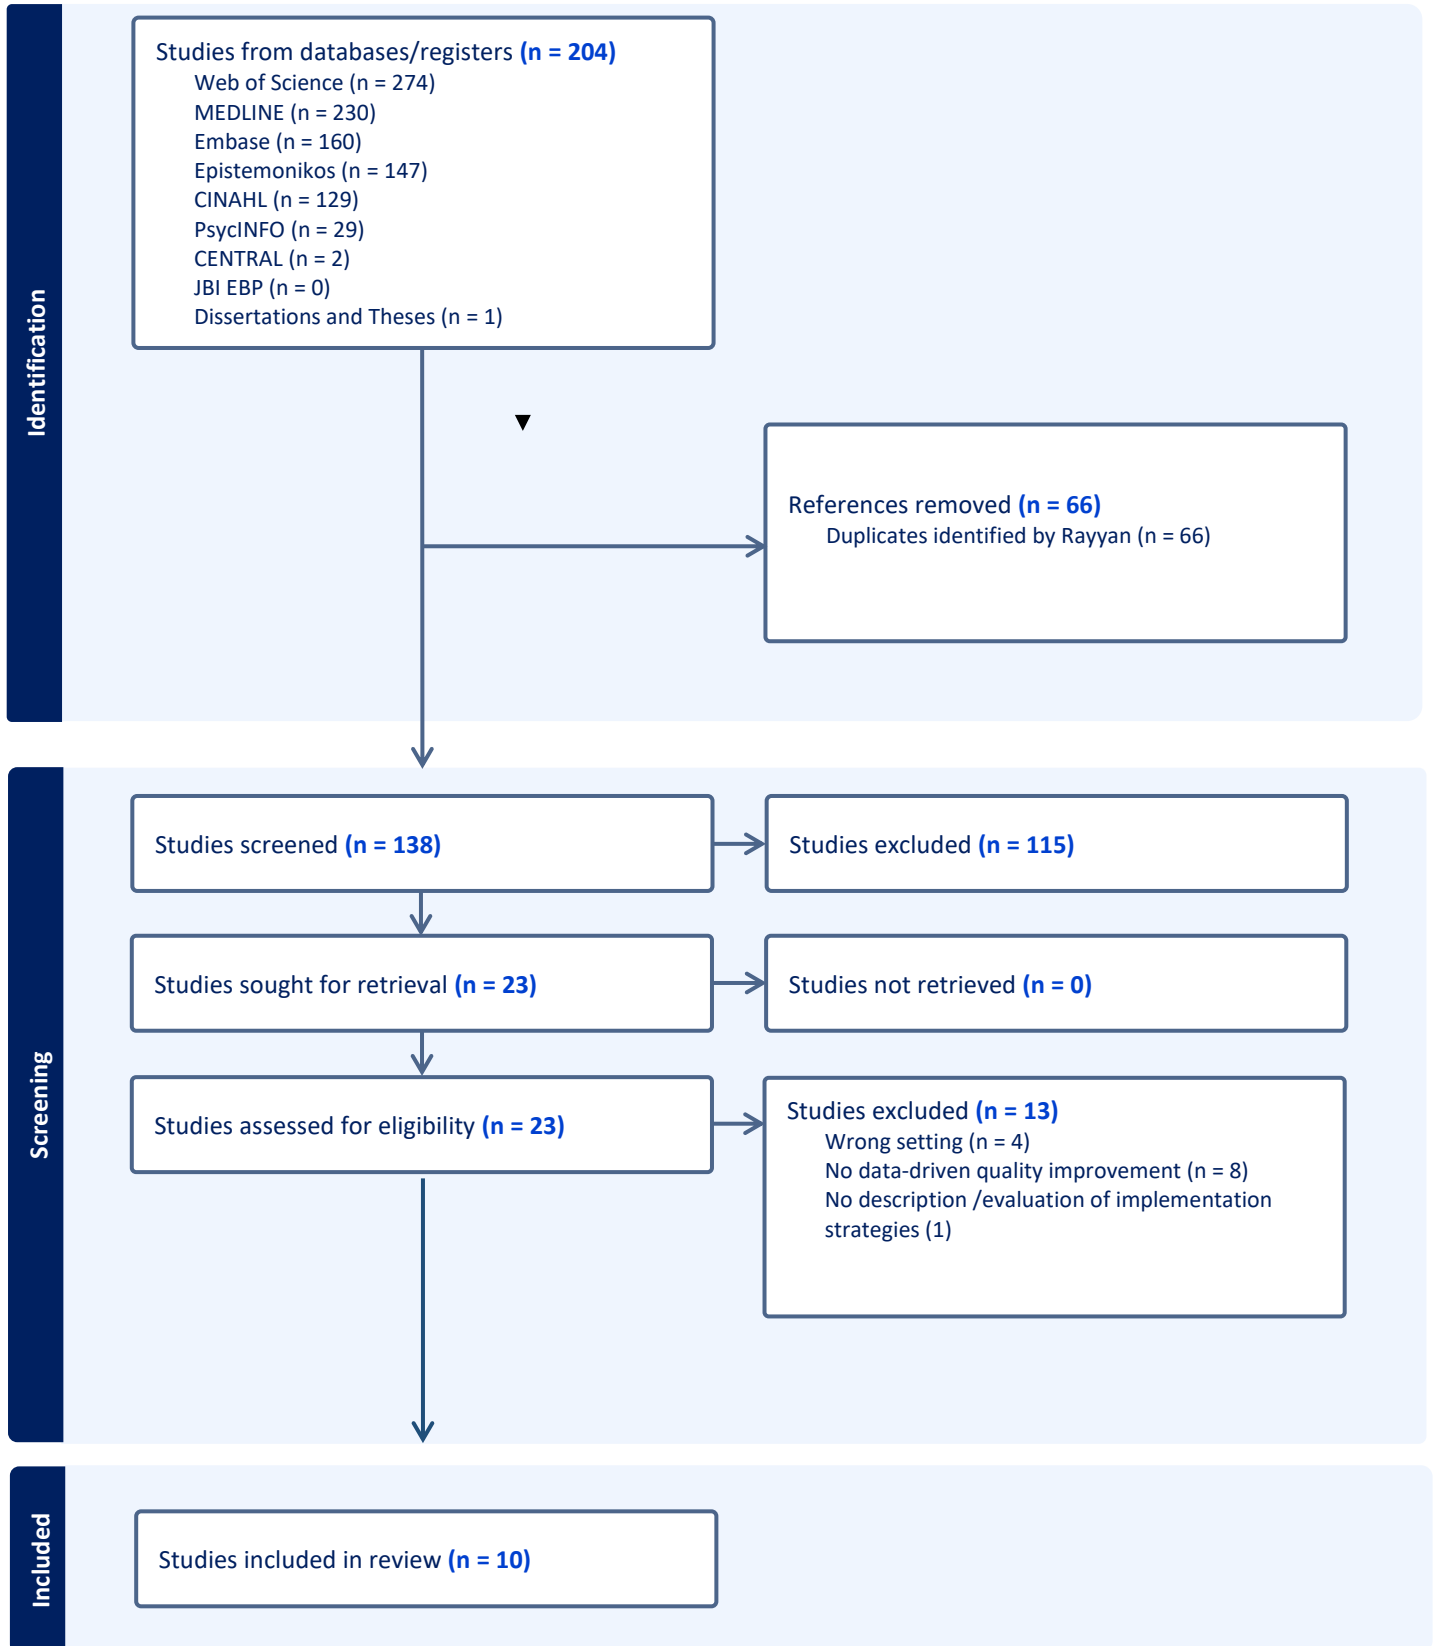 Identification
Studies from databases/registers (n = 204)
Web of Science (n = 274)
MEDLINE (n = 230)
Embase (n = 160)
Epistemonikos (n = 147)
CINAHL (n = 129)
PsycINFO (n = 29)
CENTRAL (n = 2)
JBI EBP (n = 0)
Dissertations and Theses (n = 1)
References removed (n = 66)
Duplicates identified by Rayyan (n = 66)
Screening
Studies screened (n = 138)
Studies excluded (n = 115)
Studies sought for retrieval (n = 23)
Studies not retrieved (n = 0)
Studies assessed for eligibility (n = 23)
Studies excluded (n = 13)
Wrong setting (n = 4)
No data-driven quality improvement (n = 8)
No description /evaluation of implementation
strategies (1)
Included
Studies included in review (n = 10)